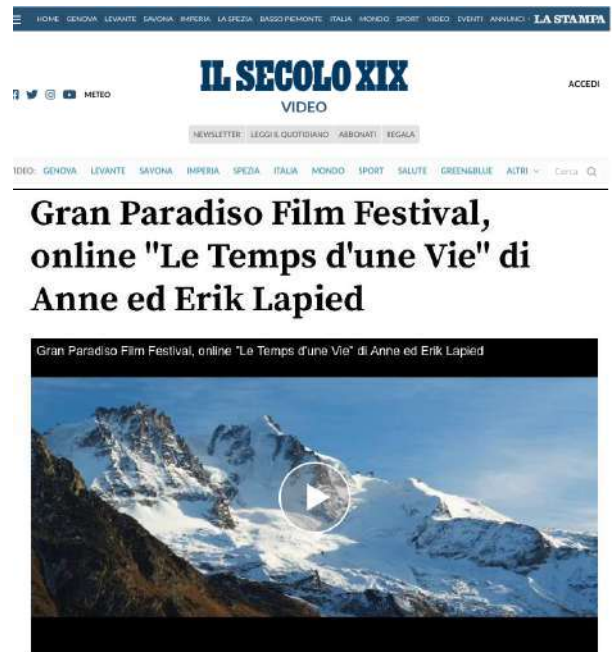 HOME GENOVA LEVANTE SAVONA IMPERIA LA SPEZIA BASSO PIEMONTE ITALIA MONDO SPORT VIDEO EVENTI ANNUNCI LA STAMPA
METEO
IL SECOLO XIX
ACCEDI
VIDEO
NEWSLETTER LEGGI IL QUOTIDIANO ABBONATI REGALA
VIDEO: GENOVA LEVANTE SAVONA IMPERIA SPEZIA ITALIA MONDO SPORT SALUTE GREEN&BLUE ALTRI Cerca
Gran Paradiso Film Festival,
online "Le Temps d'une Vie" di
Anne ed Erik Lapied
Gran Paradiso Film Festival, online "Le Temps d'une Vie" di Anne ed Erik Lapied